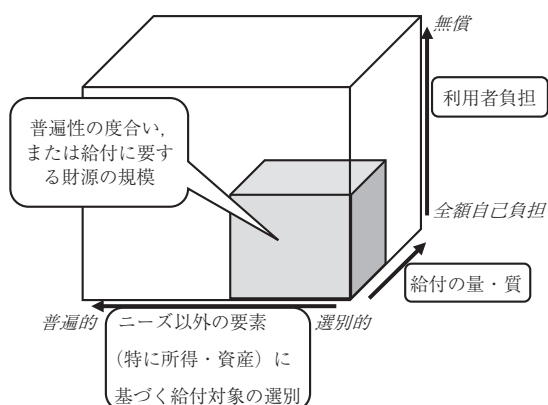 無償
利用者負担
普遍性の度合い,
または給付に要す
る財源の規模
全額自己負担
給付の量・質
普遍的
選別的
ニーズ以外の要素
(特に所得・資産)に
基づく給付対象の選別